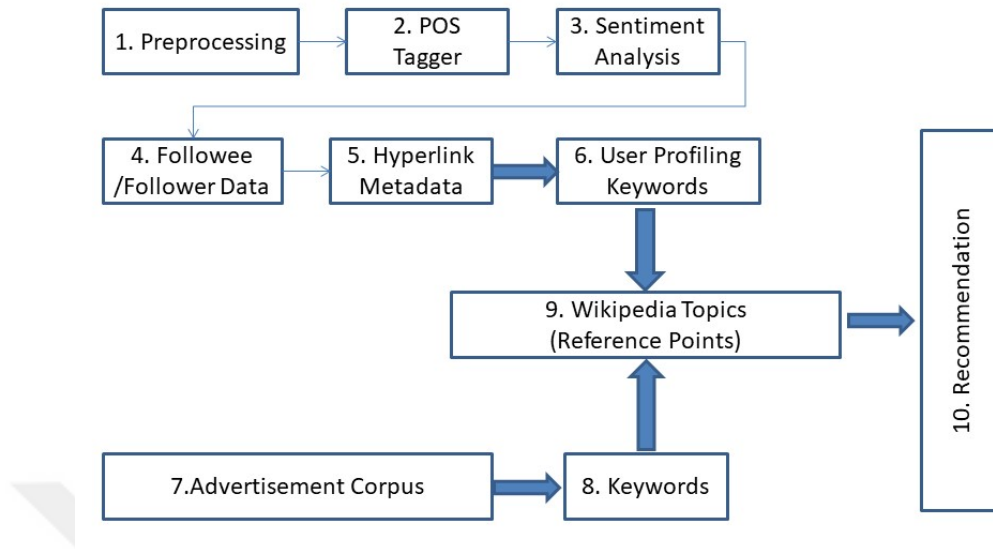 1. Preprocessing
2. POS
Tagger
3. Sentiment
Analysis
4. Followee
/Follower Data
5. Hyperlink
Metadata
6. User Profiling
Keywords
9. Wikipedia Topics
(Reference Points)
7.Advertisement Corpus
8. Keywords
10. Recommendation